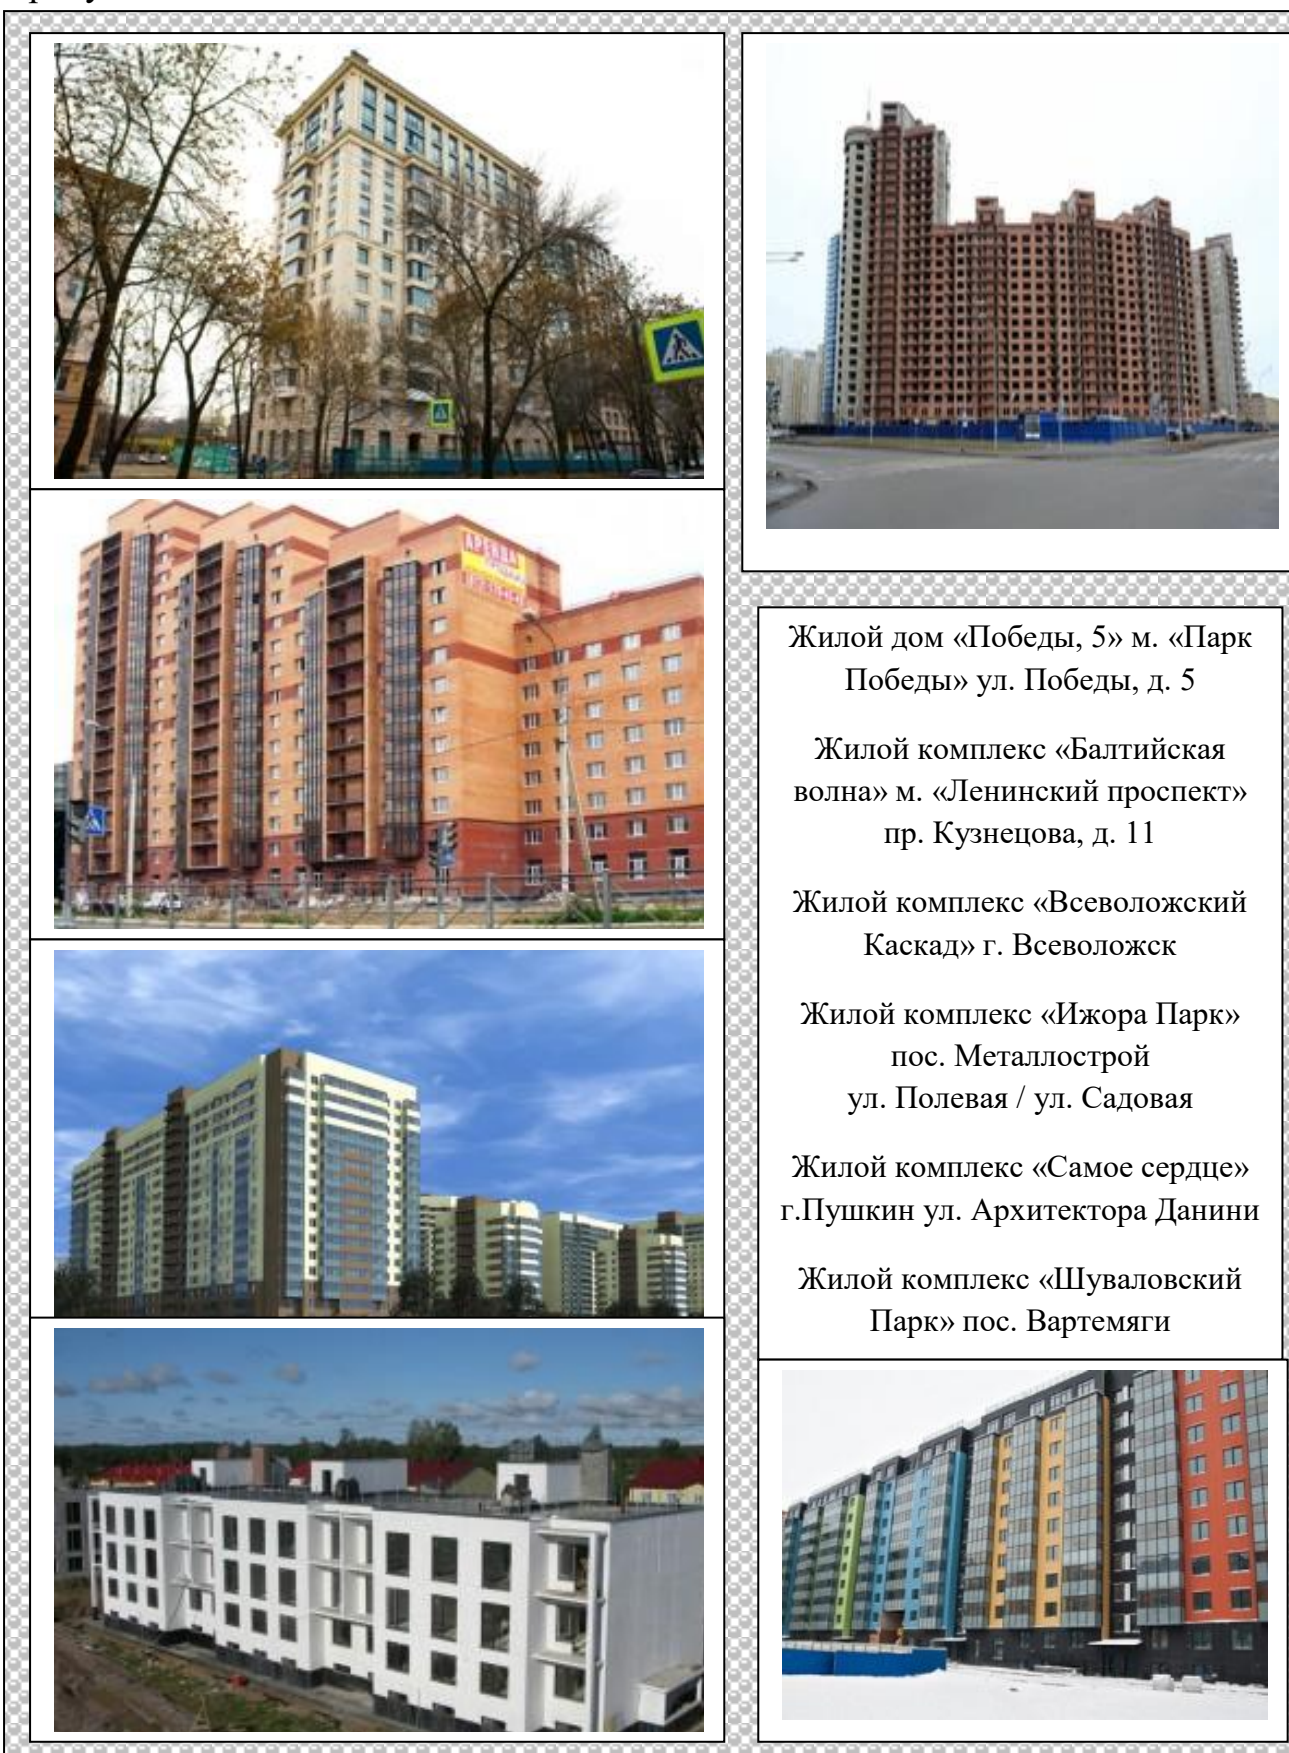 Жилой дом «Победы, 5» м. «Парк
Победы» ул. Победы, д. 5
Жилой комплекс «Балтийская
волна» м. «Ленинский проспект»
пр. Кузнецова, д. 11
Жилой комплекс «Всеволожский
Каскад» г. Всеволожск
Жилой комплекс «Ижора Парк»
пос. Металлострой
ул. Полевая / ул. Садовая
Жилой комплекс «Самое сердце»
г.Пушкин ул. Архитектора Данини
Жилой комплекс «Шуваловский
Парк» пос. Вартемяги
АРЕНДА